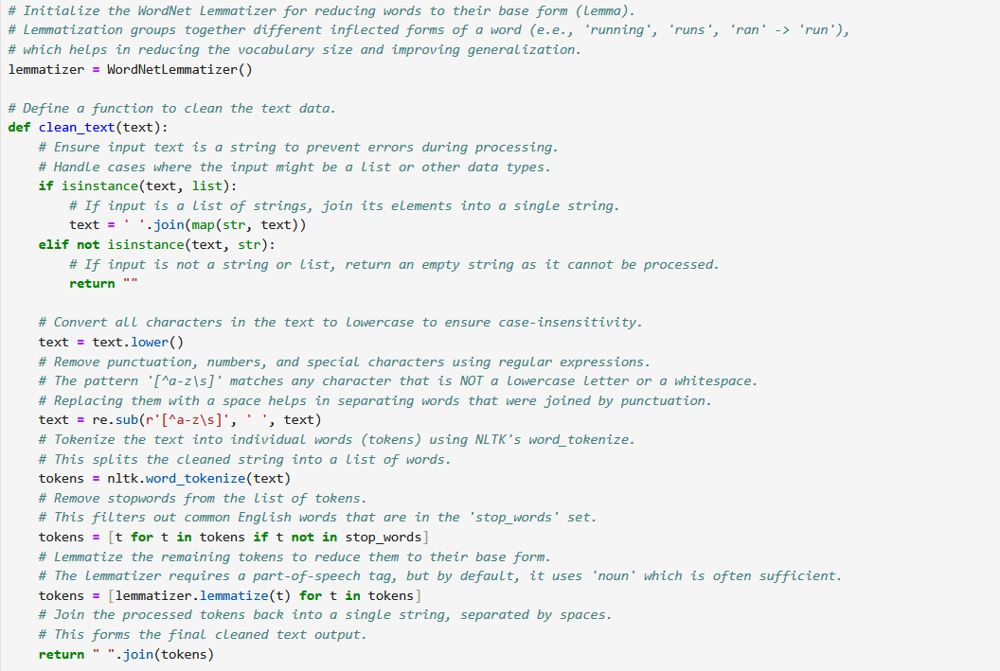 # Initialize the WordNet Lemmatizer for reducing words to their base form (lemma).
# Lemmatization groups together different inflected forms of a word (e.e., 'running', 'runs', 'ran' -> 'run'),
# which helps in reducing the vocabulary size and improving generalization.
lemmatizer = WordNetLemmatizer()

# Define a function to clean the text data.
def clean_text(text):
    # Ensure input text is a string to prevent errors during processing.
    # Handle cases where the input might be a list or other data types.
    if isinstance(text, list):
        # If input is a list of strings, join its elements into a single string.
        text = ' '.join(map(str, text))
    elif not isinstance(text, str):
        # If input is not a string or list, return an empty string as it cannot be processed.
        return ""

    # Convert all characters in the text to lowercase to ensure case-insensitivity.
    text = text.lower()
    # Remove punctuation, numbers, and special characters using regular expressions.
    # The pattern '[^a-z\s]' matches any character that is NOT a lowercase letter or a whitespace.
    # Replacing them with a space helps in separating words that were joined by punctuation.
    text = re.sub(r'[^a-z\s]', ' ', text)
    # Tokenize the text into individual words (tokens) using NLTK's word_tokenize.
    # This splits the cleaned string into a list of words.
    tokens = nltk.word_tokenize(text)
    # Remove stopwords from the list of tokens.
    # This filters out common English words that are in the 'stop_words' set.
    tokens = [t for t in tokens if t not in stop_words]
    # Lemmatize the remaining tokens to reduce them to their base form.
    # The lemmatizer requires a part-of-speech tag, but by default, it uses 'noun' which is often sufficient.
    tokens = [lemmatizer.lemmatize(t) for t in tokens]
    # Join the processed tokens back into a single string, separated by spaces.
    # This forms the final cleaned text output.
    return " ".join(tokens)